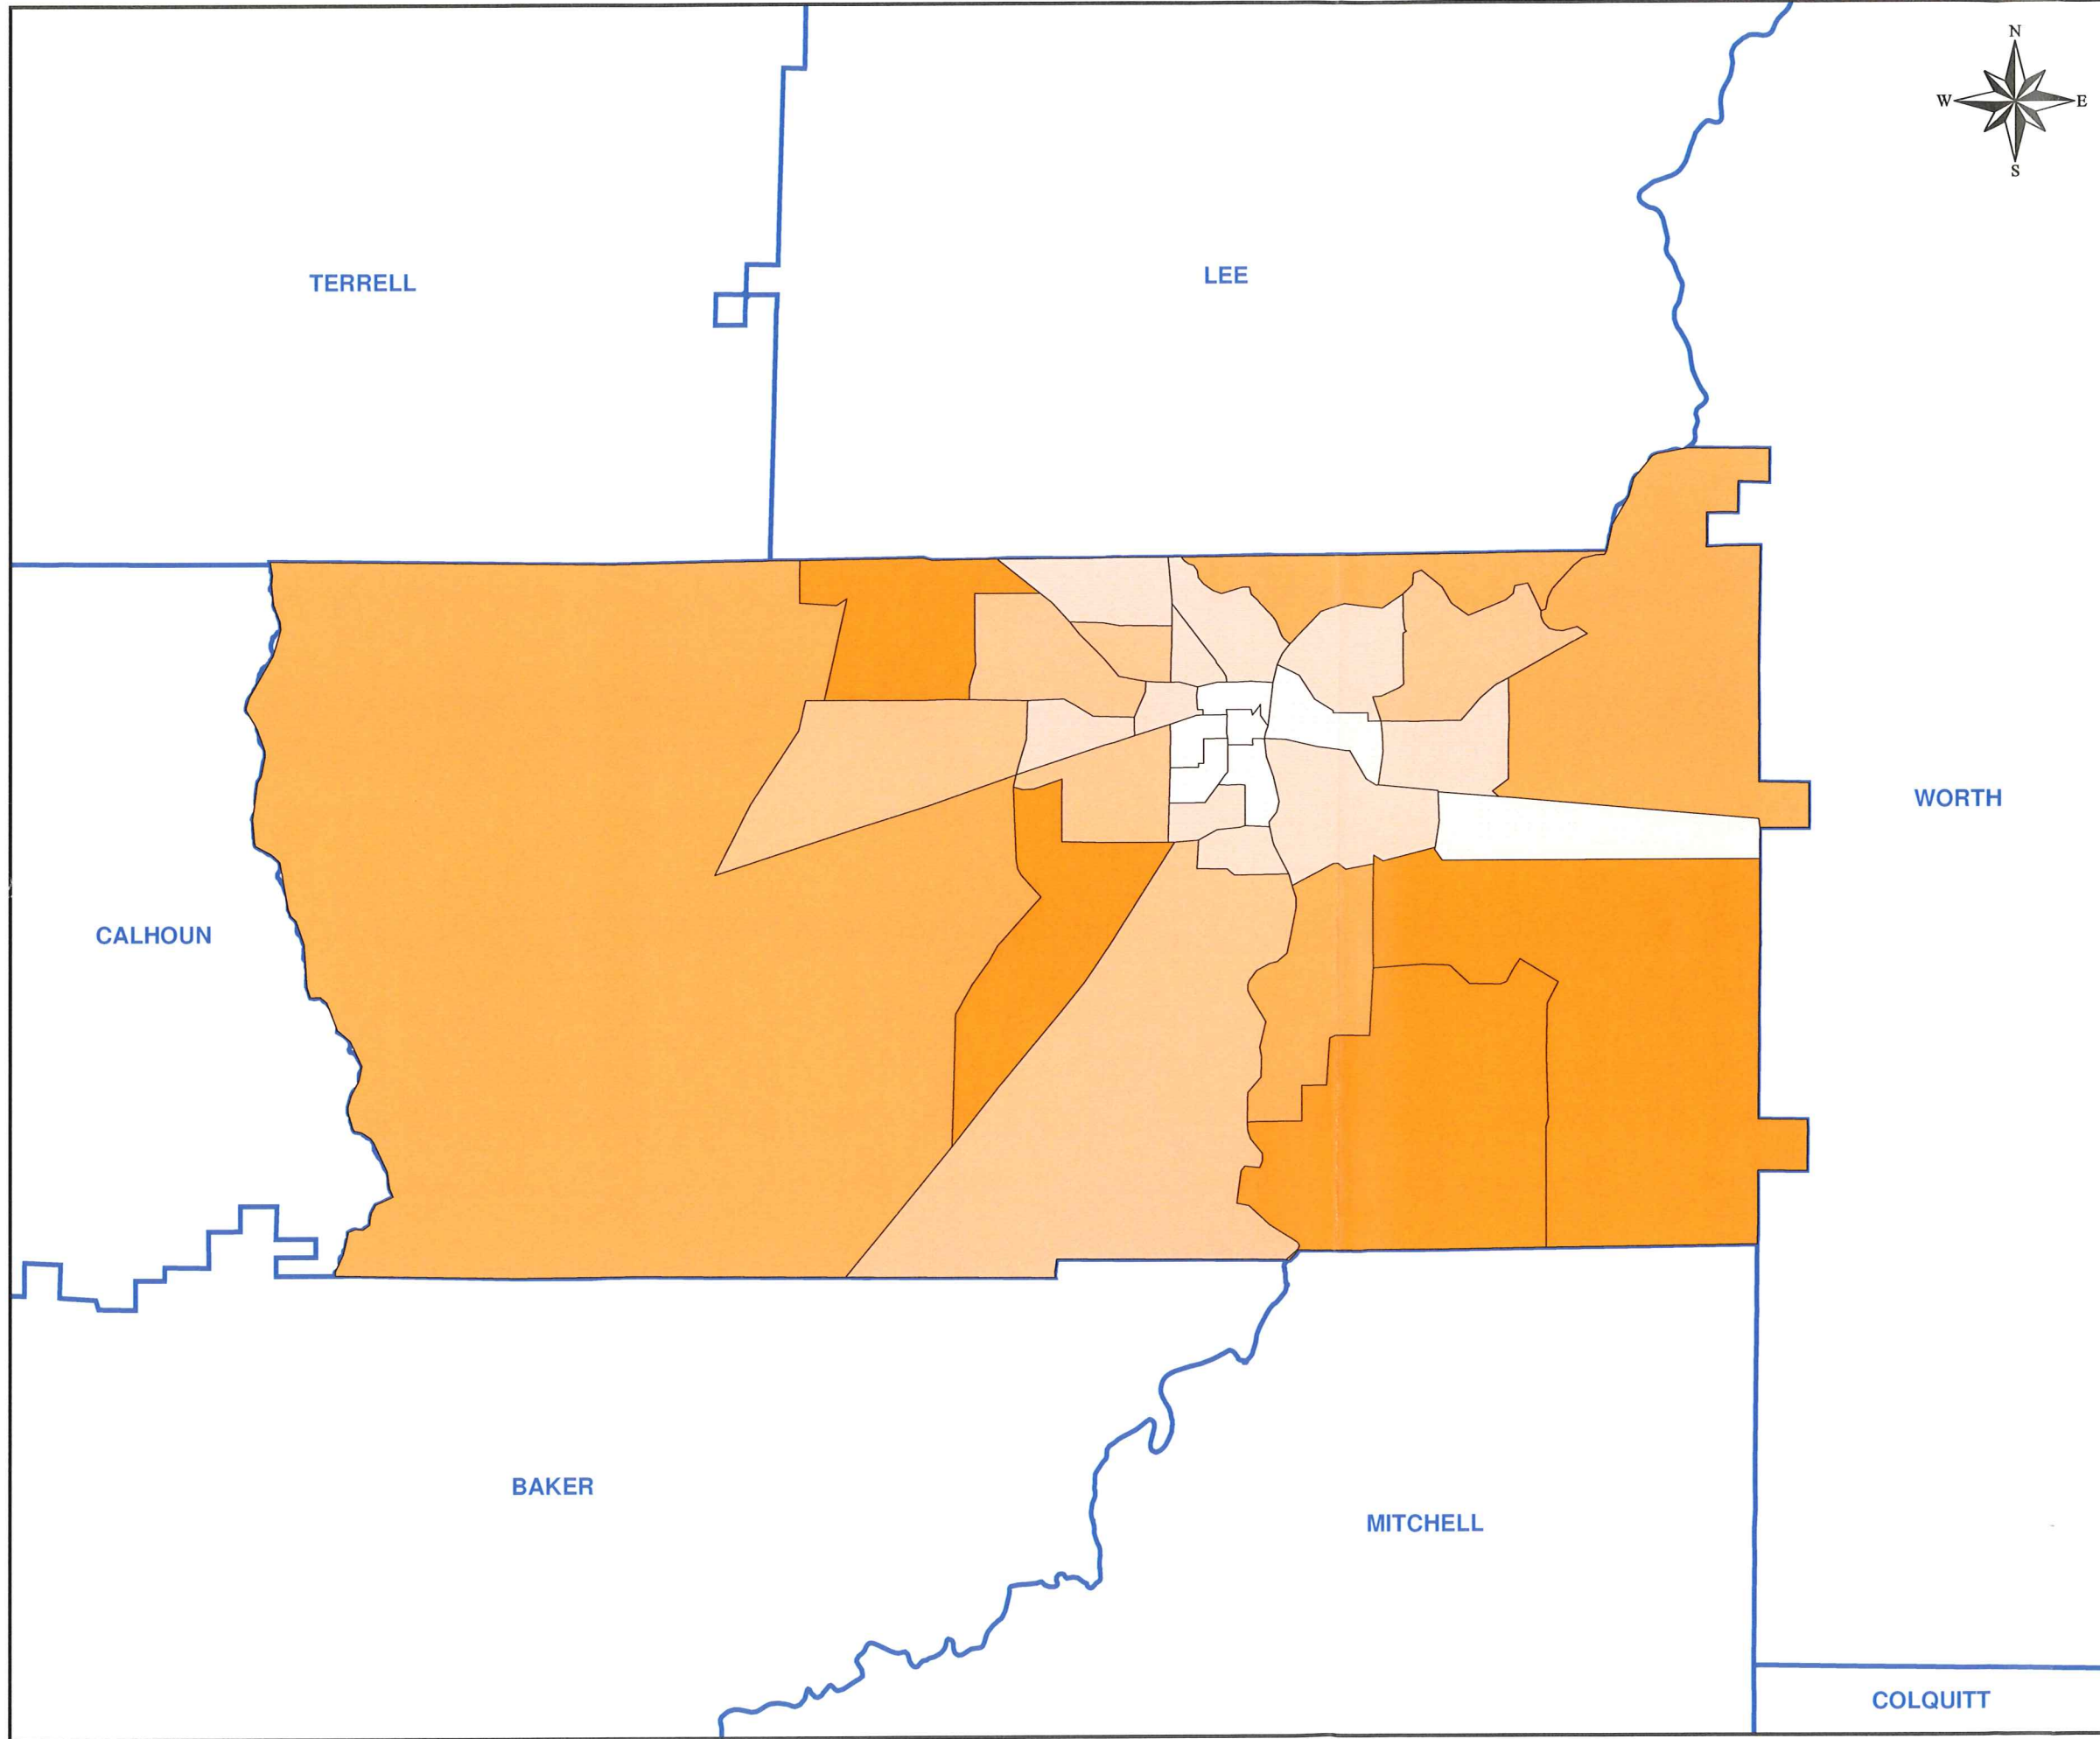 N
W E
S
TERRELL
LEE
WORTH
CALHOUN
BAKER
MITCHELL
COLQUITT